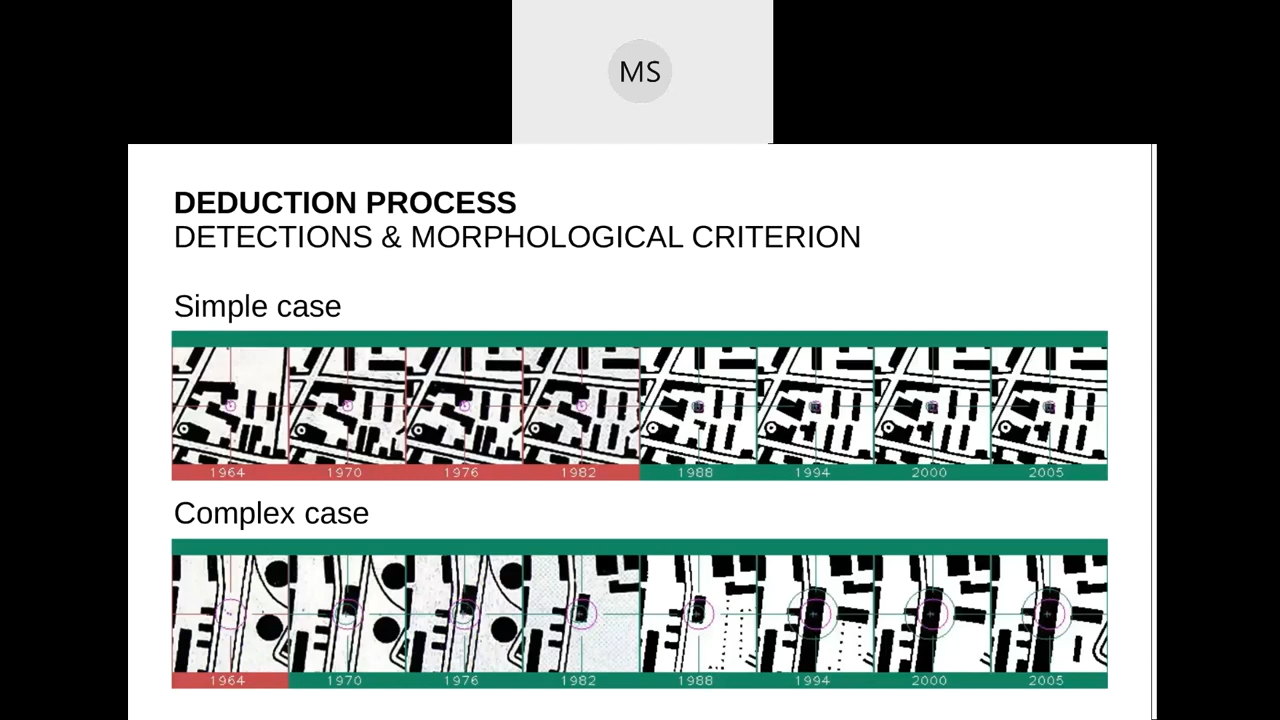 MS
DEDUCTION PROCESS
DETECTIONS & MORPHOLOGICAL CRITERION
Simple case
1964 1970 1976 1982 1988 1994 2000 2005
Complex case
1964 1970 1976 1982 1988 1994 2000 2005